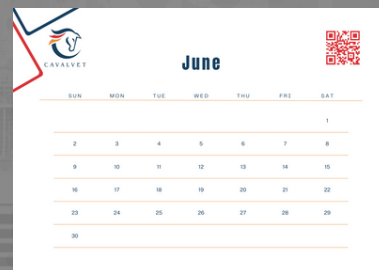 CAVALVET
June
SUN MON TUE WED THU FRI SAT
1
2 3 4 5 6 7 8
9 10 11 12 13 14 15
16 17 18 19 20 21 22
23 24 25 26 27 28 29
30